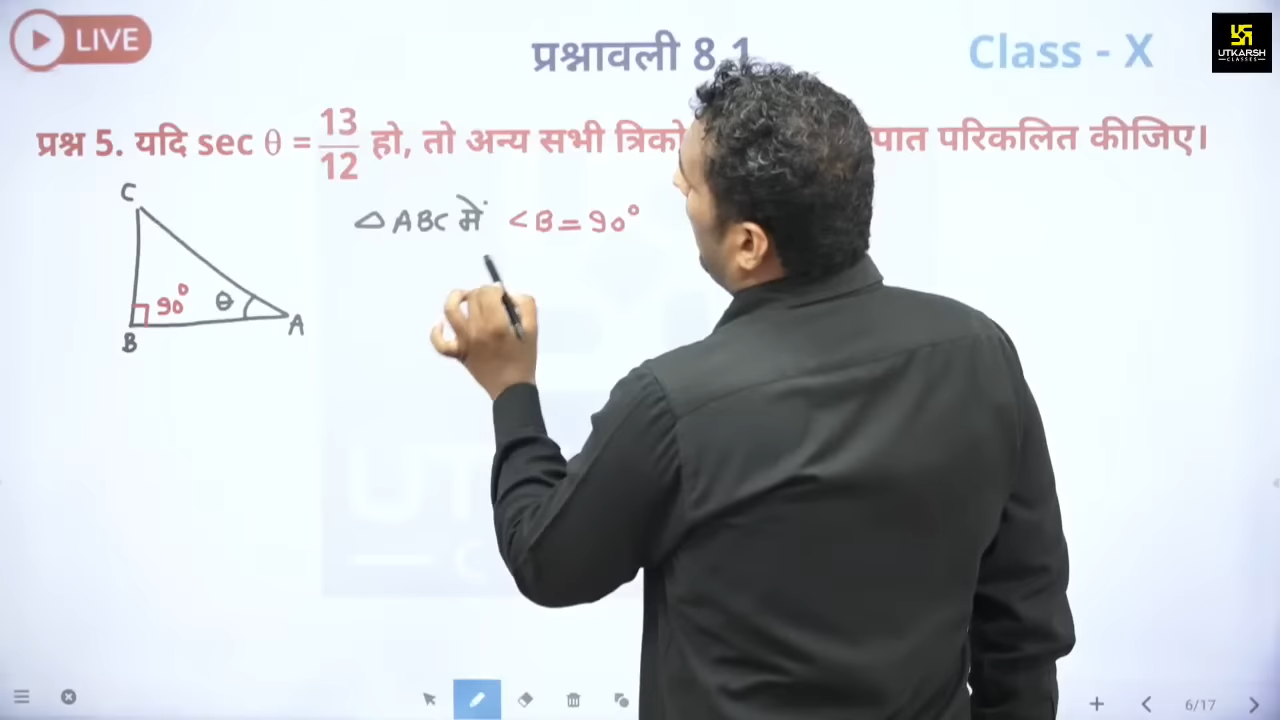 LIVE
प्रश्नावली 8.1
Class - X
UTKARSH
CLASSES
प्रश्न 5. यदि sec θ = 13/12 हो, तो अन्य सभी परिकलित कीजिए।
C
△ ABC में <B = 90°
90°
θ
A
B
6/17